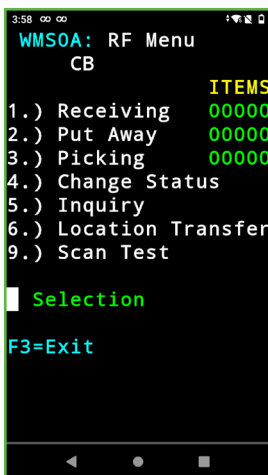 3:58
WMSOA: RF Menu
CB
ITEMS
1.) Receiving 00000
2.) Put Away 00000
3.) Picking 00000
4.) Change Status
5.) Inquiry
6.) Location Transfer
9.) Scan Test
Selection
F3=Exit